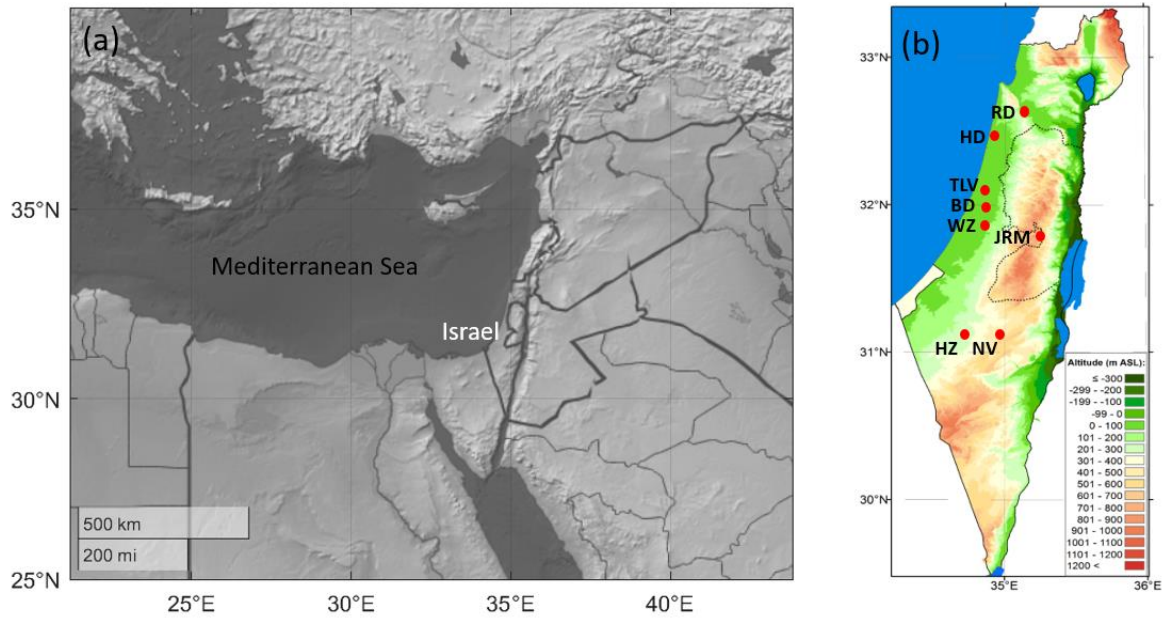 (a)
35°N
Mediterranean Sea
Israel
30°N
500 km
200 mi
25°N
25°E
30°E
35°E
40°E
(b)
33°N
RD
HD
TLV
32°N
BD
WZ
JRM
31°N
HZ
NV
Altitude (m ASL):
≤ -300
-299 - -200
-199 - -100
-99 - 0
0 - 100
101 - 200
201 - 300
301 - 400
401 - 500
501 - 600
601 - 700
701 - 800
801 - 900
901 - 1000
1001 - 1100
1101 - 1200
1200 <
30°N
35°E
36°E